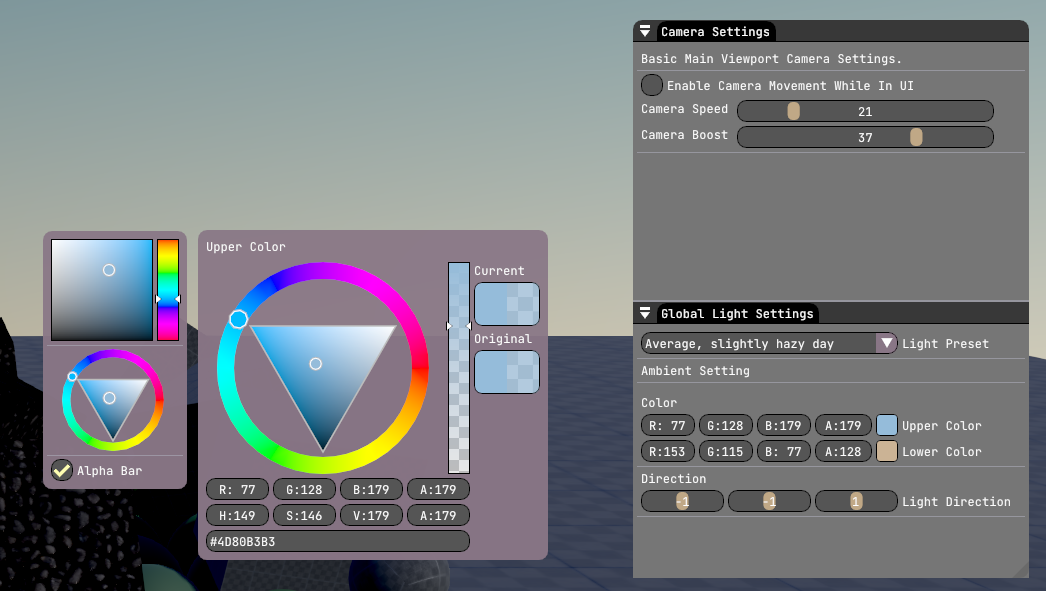 Camera Settings
Basic Main Viewport Camera Settings.
Enable Camera Movement While In UI
Camera Speed 21
Camera Boost 37
Upper Color
Current
Original
Alpha Bar
R: 77 G:128 B:179 A:179
H:149 S:146 V:179 A:179
#4D80B3B3
Global Light Settings
Average, slightly hazy day Light Preset
Ambient Setting
Color
R: 77 G:128 B:179 A:179 Upper Color
R:153 G:115 B: 77 A:128 Lower Color
Direction
-1 -1 1 Light Direction